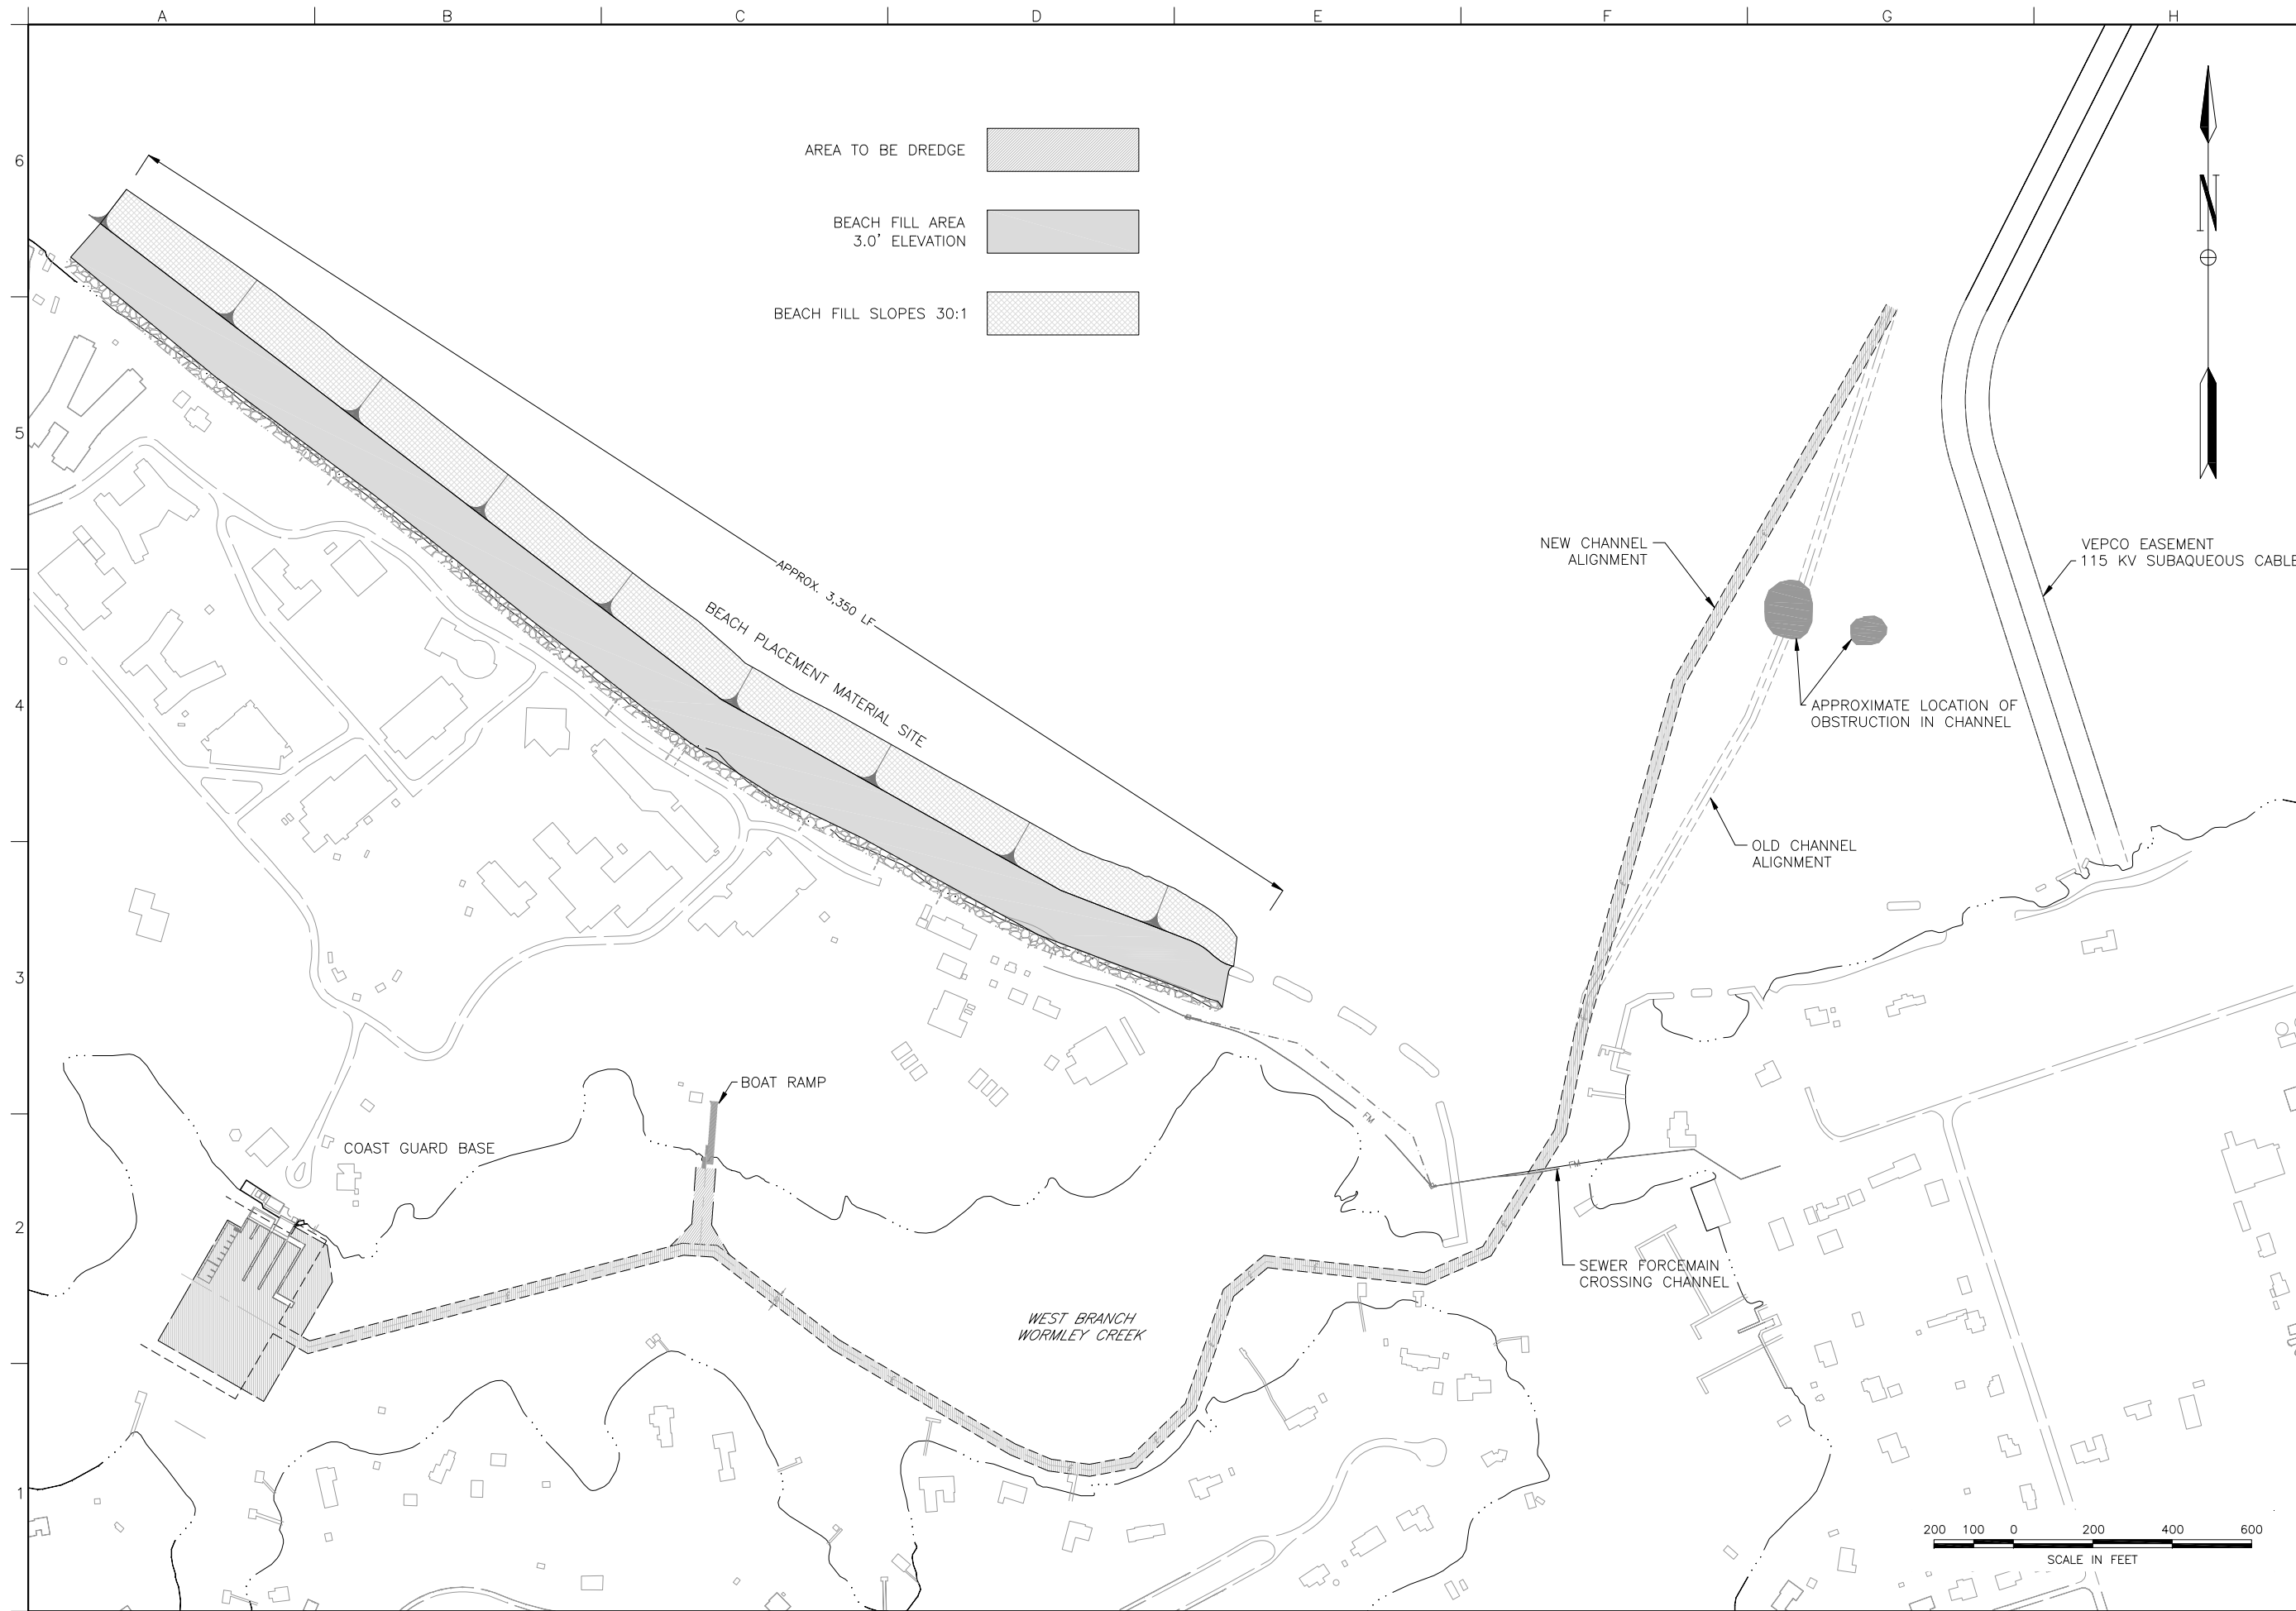 A B C D E F G H
6
AREA TO BE DREDGE
BEACH FILL AREA
3.0' ELEVATION
BEACH FILL SLOPES 30:1
N
5
APPROX. 3,350 LF
BEACH PLACEMENT MATERIAL SITE
NEW CHANNEL
ALIGNMENT
VEPCO EASEMENT
115 KV SUBAQUEOUS CABLE
4
APPROXIMATE LOCATION OF
OBSTRUCTION IN CHANNEL
OLD CHANNEL
ALIGNMENT
3
BOAT RAMP
FM
COAST GUARD BASE
FM
2
SEWER FORCEMAIN
CROSSING CHANNEL
WEST BRANCH
WORMLEY CREEK
1
200 100 0 200 400 600
SCALE IN FEET